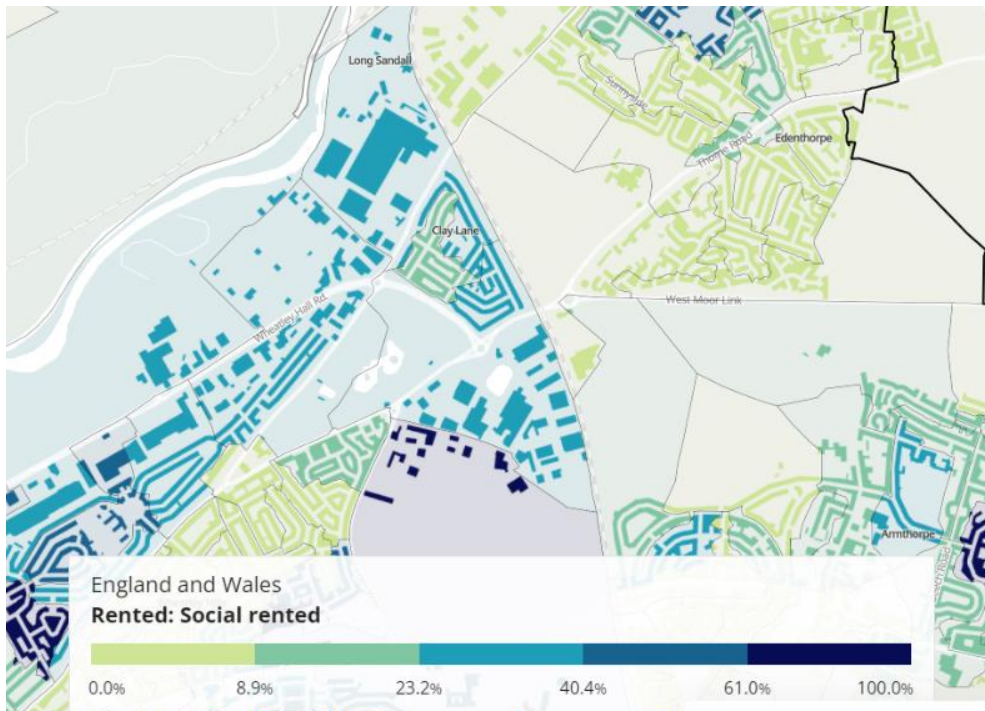 Long Sandall
Sunnyside
Thorne Road
Edenthorpe
Clay Lane
West Moor Link
Wheatley Hall Rd.
Armthorpe
England and Wales
Rented: Social rented
0.0% 8.9% 23.2% 40.4% 61.0% 100.0%